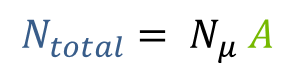 N_total = N_μ A